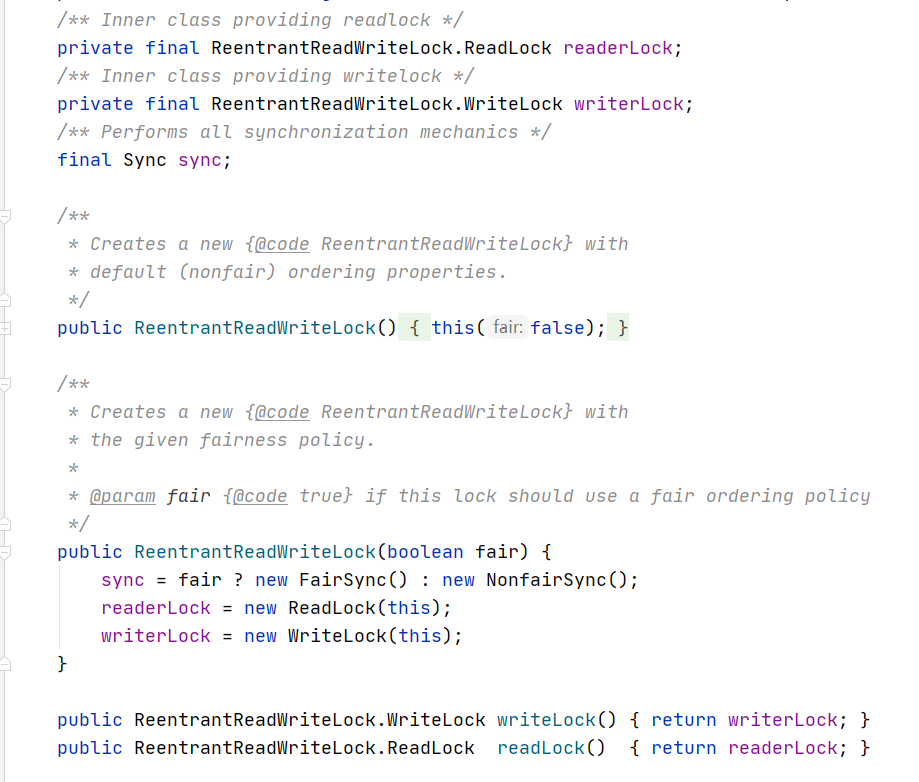 /** Inner class providing readlock */
private final ReentrantReadWriteLock.ReadLock readerLock;
/** Inner class providing writelock */
private final ReentrantReadWriteLock.WriteLock writerLock;
/** Performs all synchronization mechanics */
final Sync sync;
/**
 * Creates a new {@code ReentrantReadWriteLock} with
 * default (nonfair) ordering properties.
 */
public ReentrantReadWriteLock() { this( fair: false); }
/**
 * Creates a new {@code ReentrantReadWriteLock} with
 * the given fairness policy.
 *
 * @param fair {@code true} if this lock should use a fair ordering policy
 */
public ReentrantReadWriteLock(boolean fair) {
    sync = fair ? new FairSync() : new NonfairSync();
    readerLock = new ReadLock(this);
    writerLock = new WriteLock(this);
}
public ReentrantReadWriteLock.WriteLock writeLock() { return writerLock; }
public ReentrantReadWriteLock.ReadLock  readLock()  { return readerLock; }